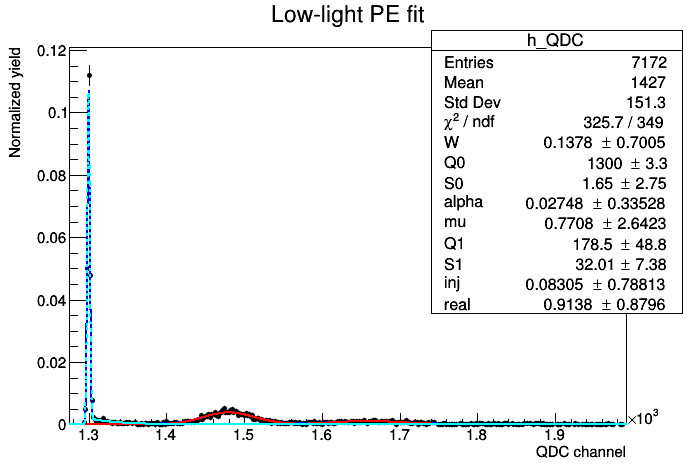 Low-light PE fit
Normalized yield
0.12
0.1
0.08
0.06
0.04
0.02
0
h_QDC
Entries 7172
Mean 1427
Std Dev 151.3
χ² / ndf 325.7 / 349
W 0.1378 ± 0.7005
Q0 1300 ± 3.3
S0 1.65 ± 2.75
alpha 0.02748 ± 0.33528
mu 0.7708 ± 2.6423
Q1 178.5 ± 48.8
S1 32.01 ± 7.38
inj 0.08305 ± 0.78813
real 0.9138 ± 0.8796
1.3 1.4 1.5 1.6 1.7 1.8 1.9 ×10³
QDC channel